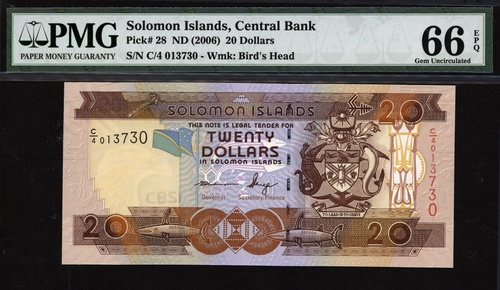 PMG
PAPER MONEY GUARANTY
Solomon Islands, Central Bank
Pick# 28 ND (2006) 20 Dollars
S/N C/4 013730 - Wmk: Bird's Head
66 EPQ
Gem Uncirculated
20
SOLOMON ISLANDS
THIS NOTE IS LEGAL TENDER FOR
TWENTY
DOLLARS
IN SOLOMON ISLANDS
C/4 013730
C/4 013730
CBSI
Governor
Secretary, Finance
TO LEAD IS TO SERVE
20
20